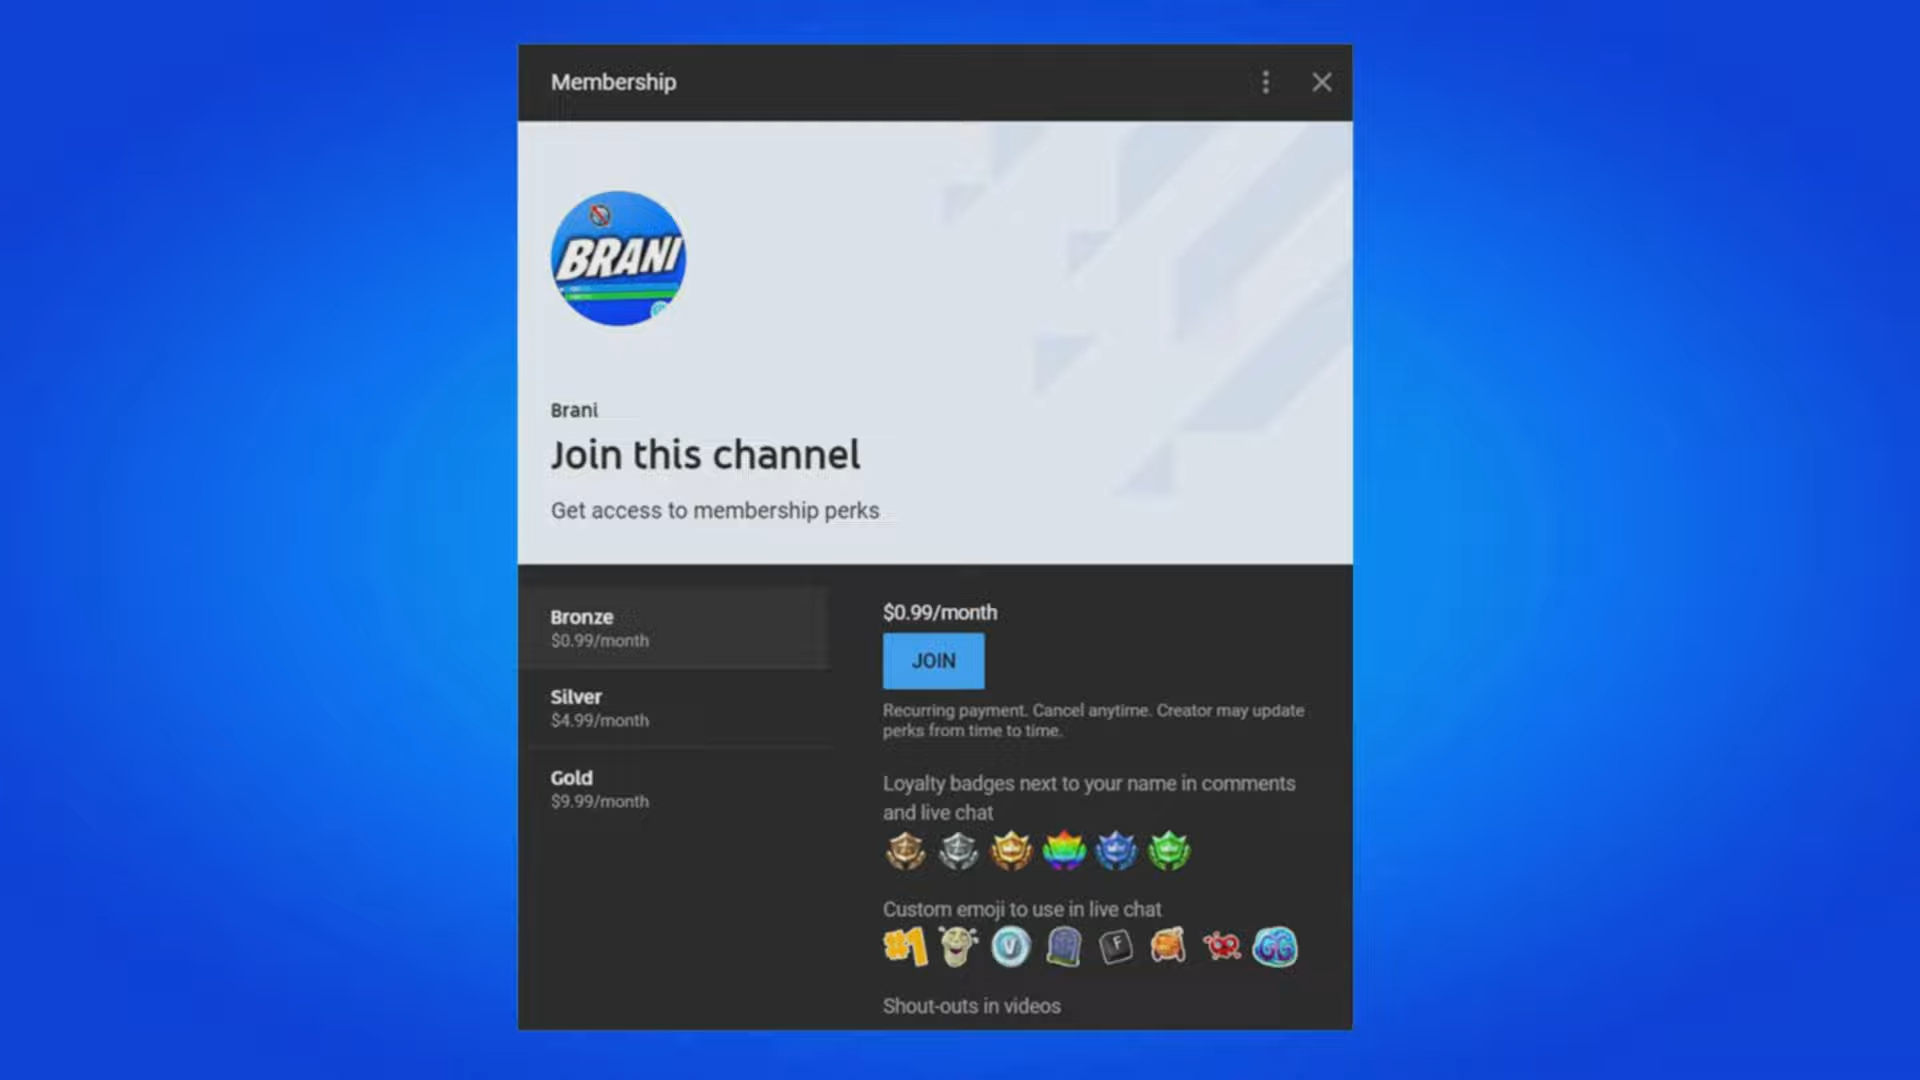 Membership
BRANI
Brani
Join this channel
Get access to membership perks
Bronze
$0.99/month
Silver
$4.99/month
Gold
$9.99/month
$0.99/month
JOIN
Recurring payment. Cancel anytime. Creator may update
perks from time to time.
Loyalty badges next to your name in comments
and live chat
Custom emoji to use in live chat
#1
V
F
GG
Shout-outs in videos